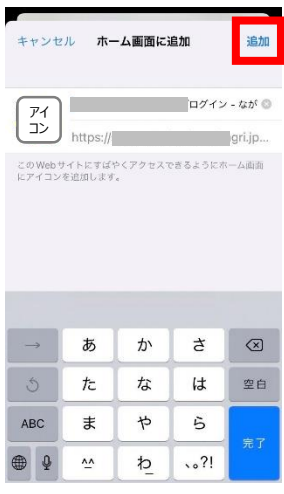 キャンセル ホーム画面に追加 追加
アイ
コン
ログイン - なが
https:// gri.jp...
このWebサイトにすばやくアクセスできるようにホーム画面
にアイコンを追加します。
→ あ か さ
た な は 空白
ABC ま や ら
完了
^^ わ 、。?!